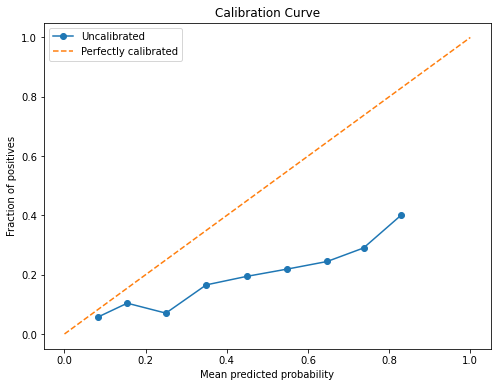 Calibration Curve
Uncalibrated
Perfectly calibrated
1.0
0.8
0.6
0.4
0.2
0.0
Fraction of positives
0.0 0.2 0.4 0.6 0.8 1.0
Mean predicted probability